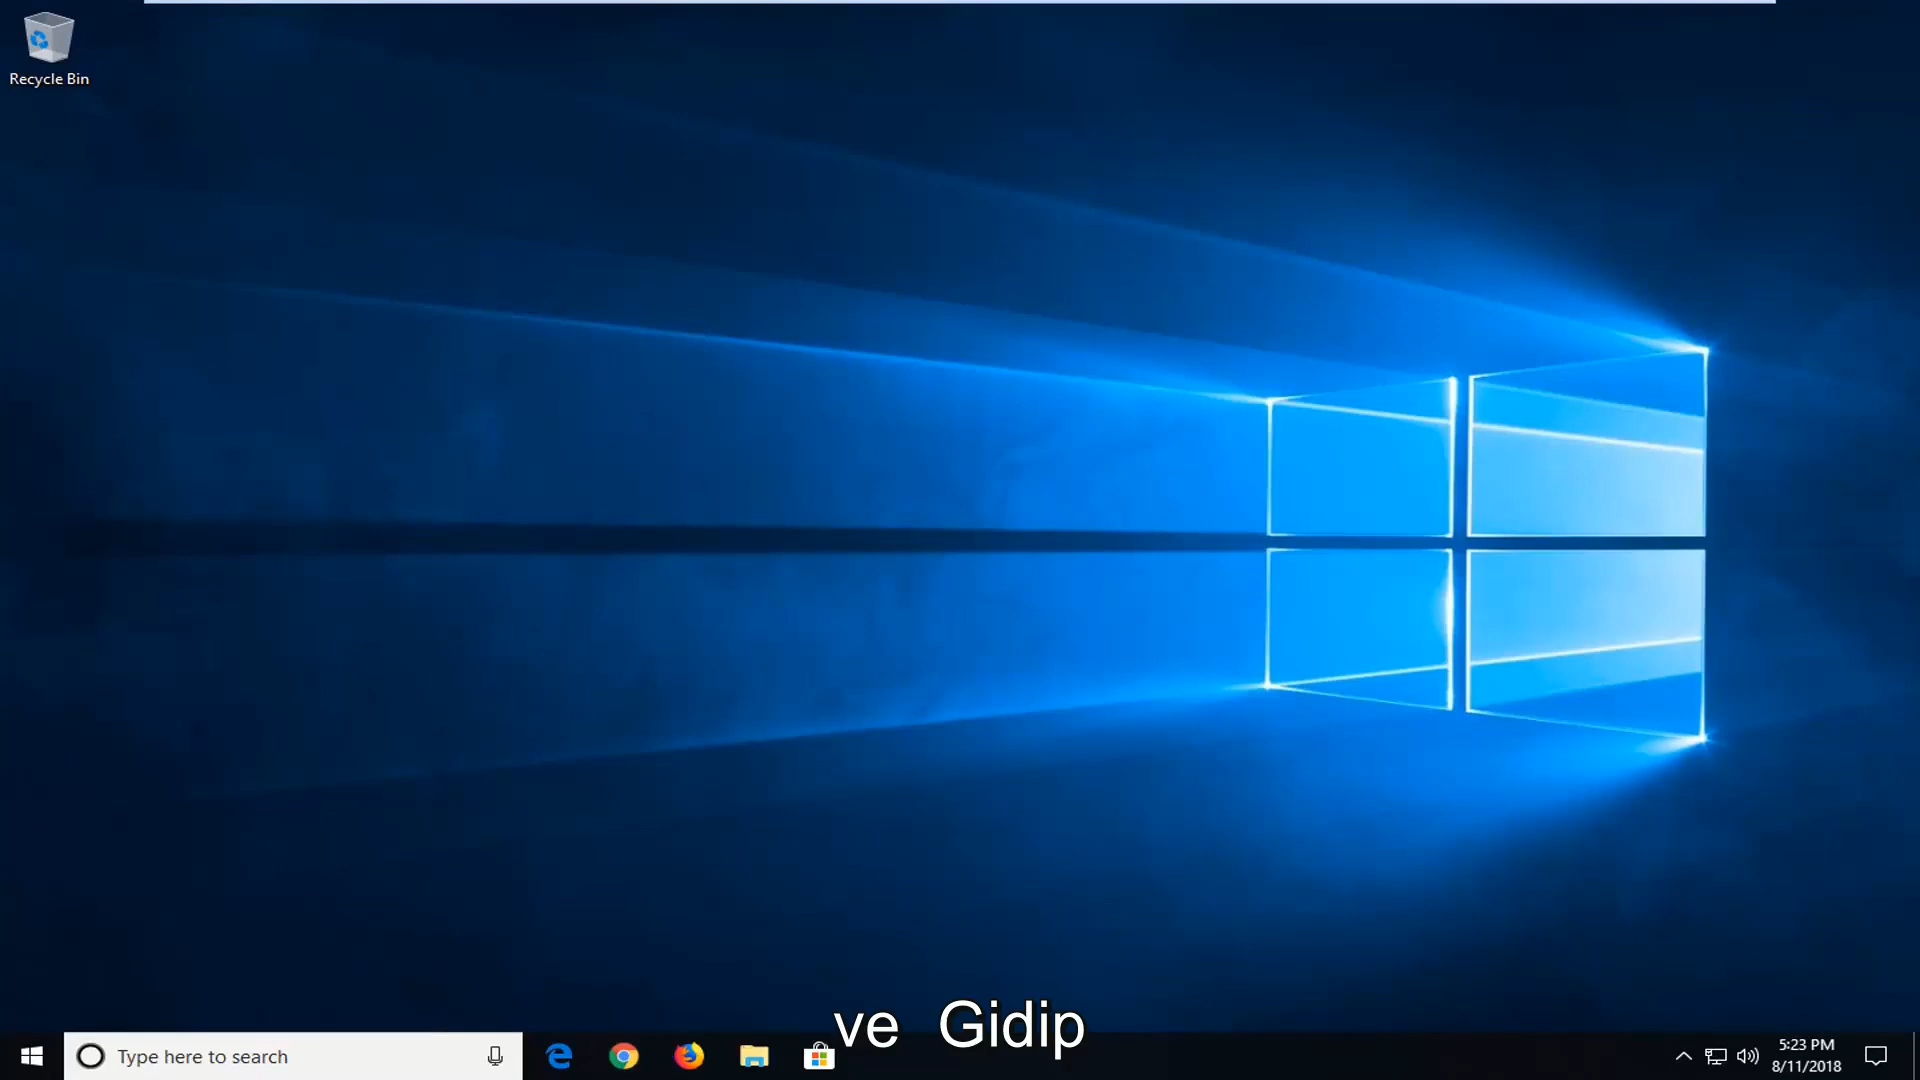 Recycle Bin
ve Gidip
Type here to search
5:23 PM
8/11/2018